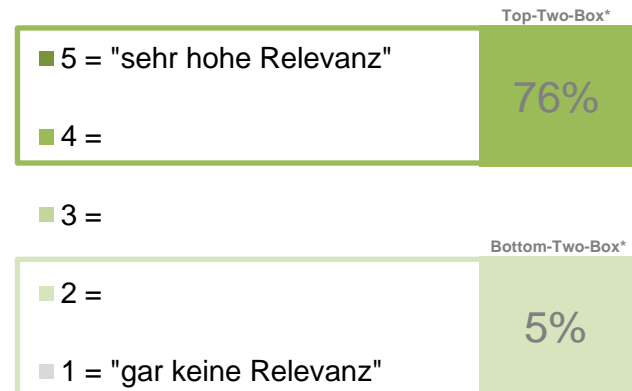 Top-Two-Box*
5 = "sehr hohe Relevanz"
76%
4 =
3 =
Bottom-Two-Box*
2 =
5%
1 = "gar keine Relevanz"